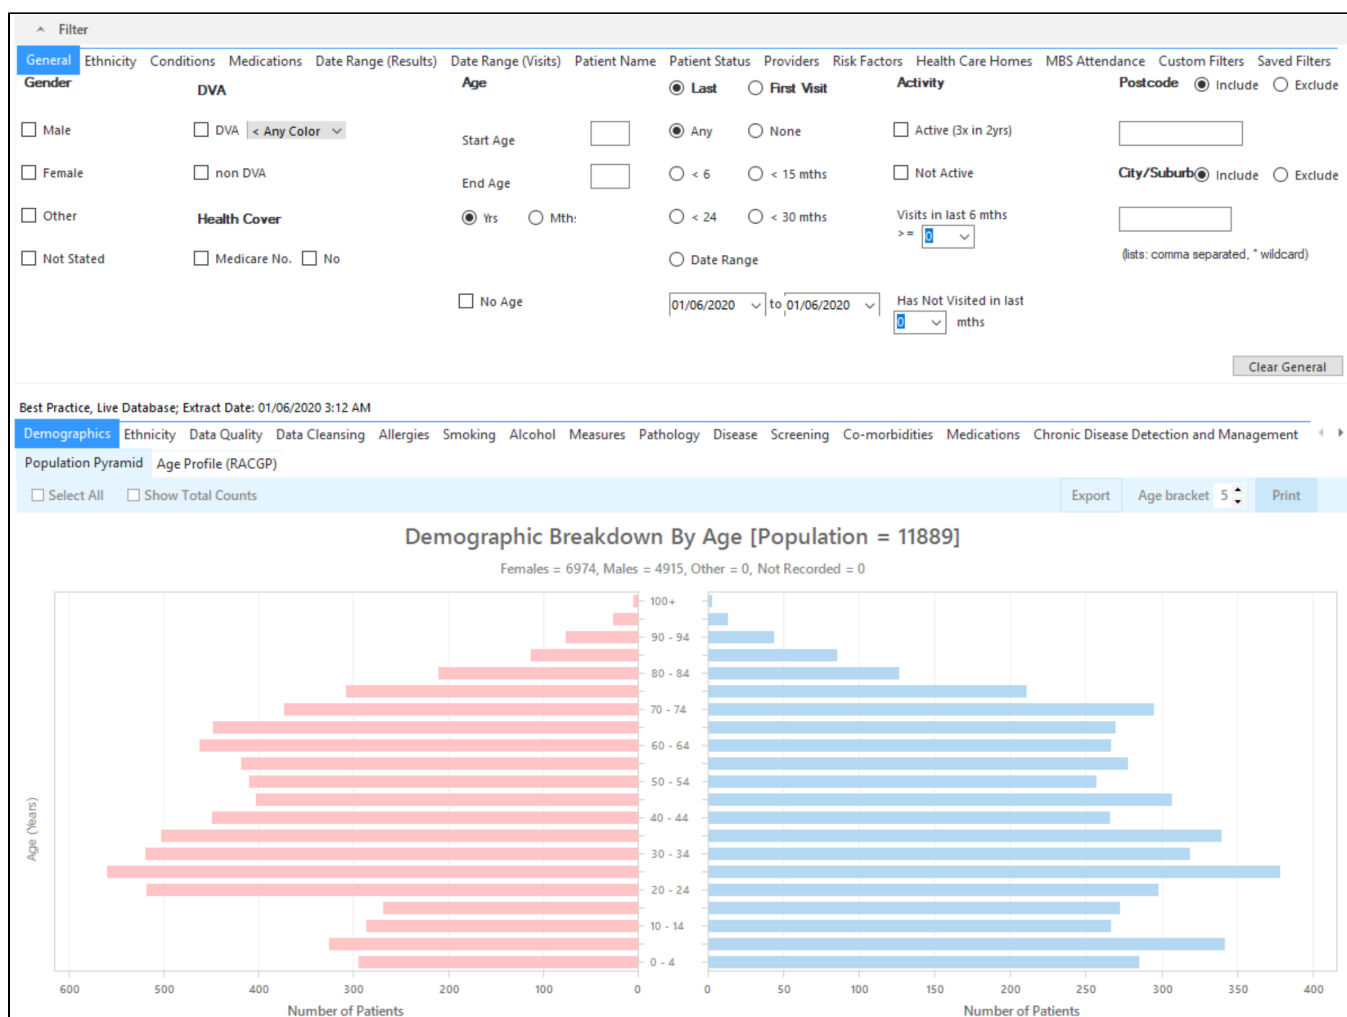 Filter
General Ethnicity Conditions Medications Date Range (Results) Date Range (Visits) Patient Name Patient Status Providers Risk Factors Health Care Homes MBS Attendance Custom Filters Saved Filters
Gender DVA Age Last First Visit Activity Postcode Include Exclude
Male DVA < Any Color Start Age Any None Active (3x in 2yrs)
Female non DVA End Age < 6 < 15 mths Not Active City/Suburb Include Exclude
Other Health Cover Yrs Mths < 24 < 30 mths Visits in last 6 mths
>= 0
Not Stated Medicare No. No Date Range (lists: comma separated, * wildcard)
No Age 01/06/2020 to 01/06/2020 Has Not Visited in last
0 mths
Clear General
Best Practice, Live Database; Extract Date: 01/06/2020 3:12 AM
Demographics Ethnicity Data Quality Data Cleansing Allergies Smoking Alcohol Measures Pathology Disease Screening Co-morbidities Medications Chronic Disease Detection and Management
Population Pyramid Age Profile (RACGP)
Select All Show Total Counts Export Age bracket 5 Print
Demographic Breakdown By Age [Population = 11889]
Females = 6974, Males = 4915, Other = 0, Not Recorded = 0
100+
90 - 94
80 - 84
70 - 74
60 - 64
50 - 54
40 - 44
30 - 34
20 - 24
10 - 14
0 - 4
Age (Years)
600 500 400 300 200 100 0 0 50 100 150 200 250 300 350 400
Number of Patients Number of Patients